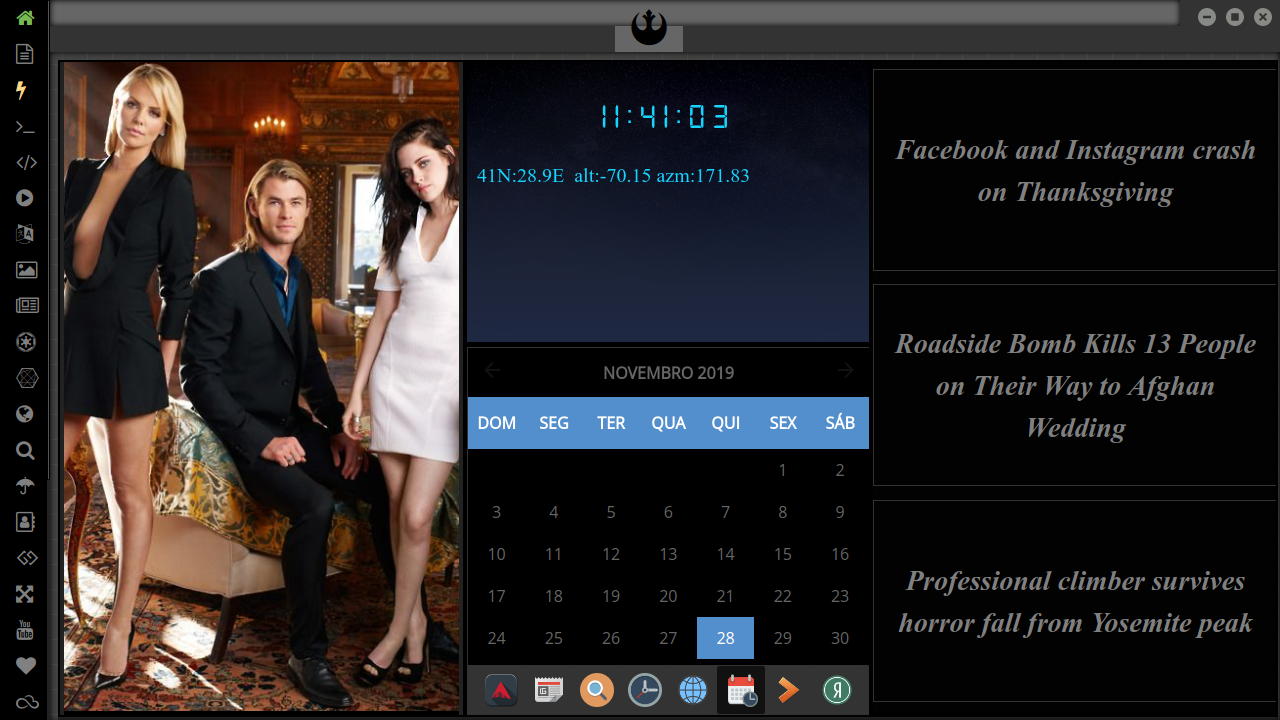 11:41:03
41N:28.9E  alt:-70.15 azm:171.83
NOVEMBRO 2019
DOM SEG TER QUA QUI SEX SÁB
1 2
3 4 5 6 7 8 9
10 11 12 13 14 15 16
17 18 19 20 21 22 23
24 25 26 27 28 29 30
Facebook and Instagram crash
on Thanksgiving
Roadside Bomb Kills 13 People
on Their Way to Afghan
Wedding
Professional climber survives
horror fall from Yosemite peak
You
Tube
Я